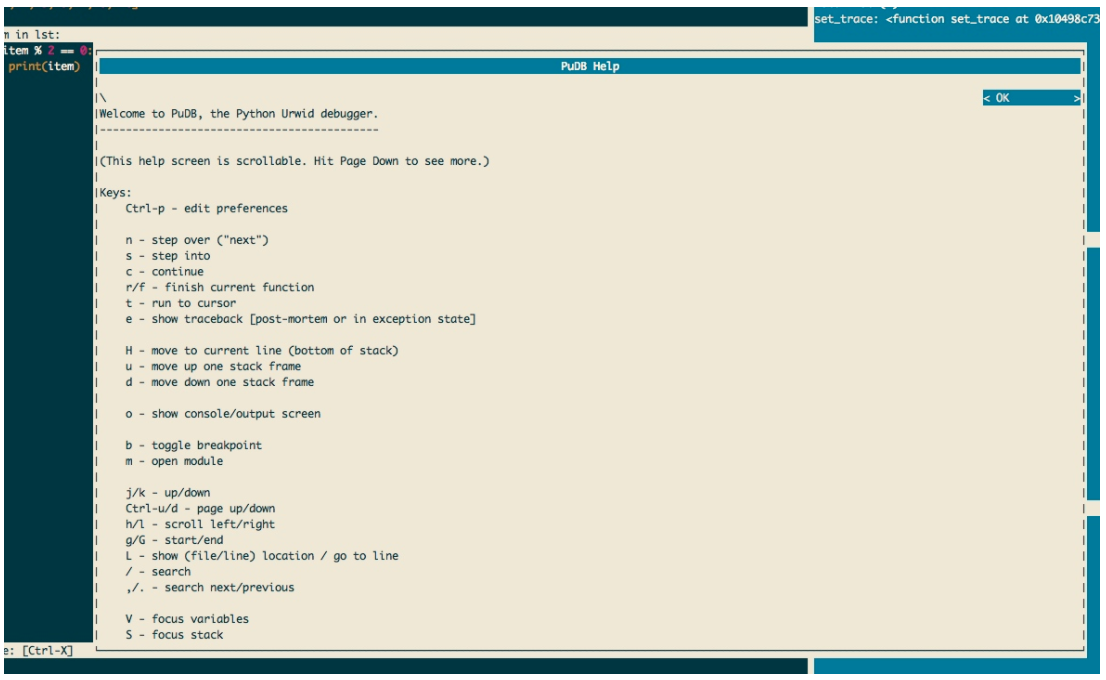 set_trace: <function set_trace at 0x10498c73
n in lst:
item % 2 == 0:
print(item)
PuDB Help
\
< OK >
Welcome to PuDB, the Python Urwid debugger.
-------------------------------------------
(This help screen is scrollable. Hit Page Down to see more.)
Keys:
Ctrl-p - edit preferences
n - step over ("next")
s - step into
c - continue
r/f - finish current function
t - run to cursor
e - show traceback [post-mortem or in exception state]
H - move to current line (bottom of stack)
u - move up one stack frame
d - move down one stack frame
o - show console/output screen
b - toggle breakpoint
m - open module
j/k - up/down
Ctrl-u/d - page up/down
h/l - scroll left/right
g/G - start/end
L - show (file/line) location / go to line
/ - search
,/. - search next/previous
V - focus variables
S - focus stack
e: [Ctrl-X]